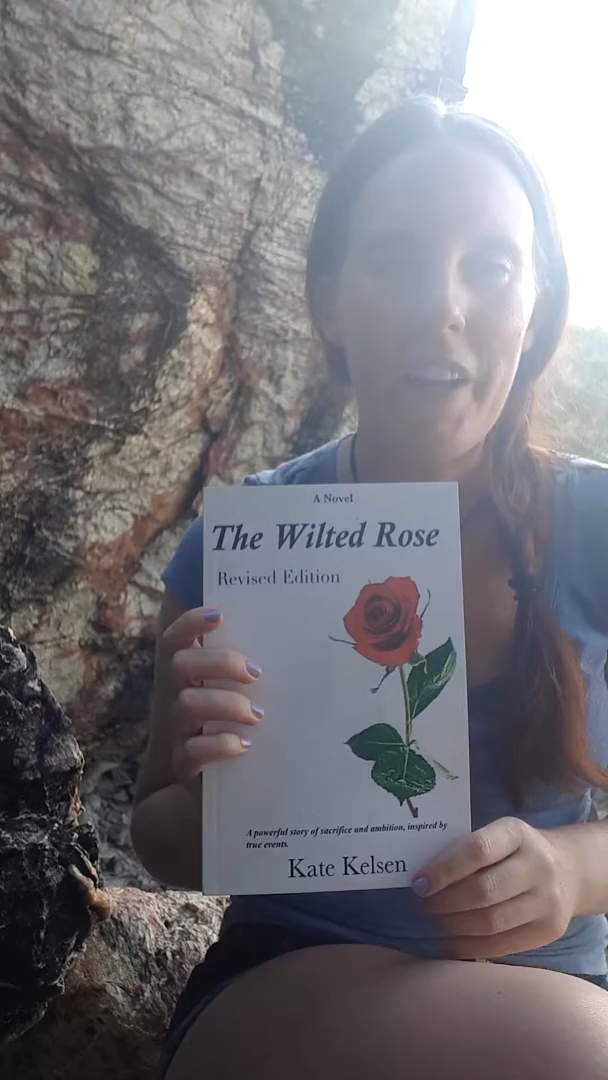 A Novel
The Wilted Rose
Revised Edition
A powerful story of sacrifice and ambition, inspired by
true events.
Kate Kelsen